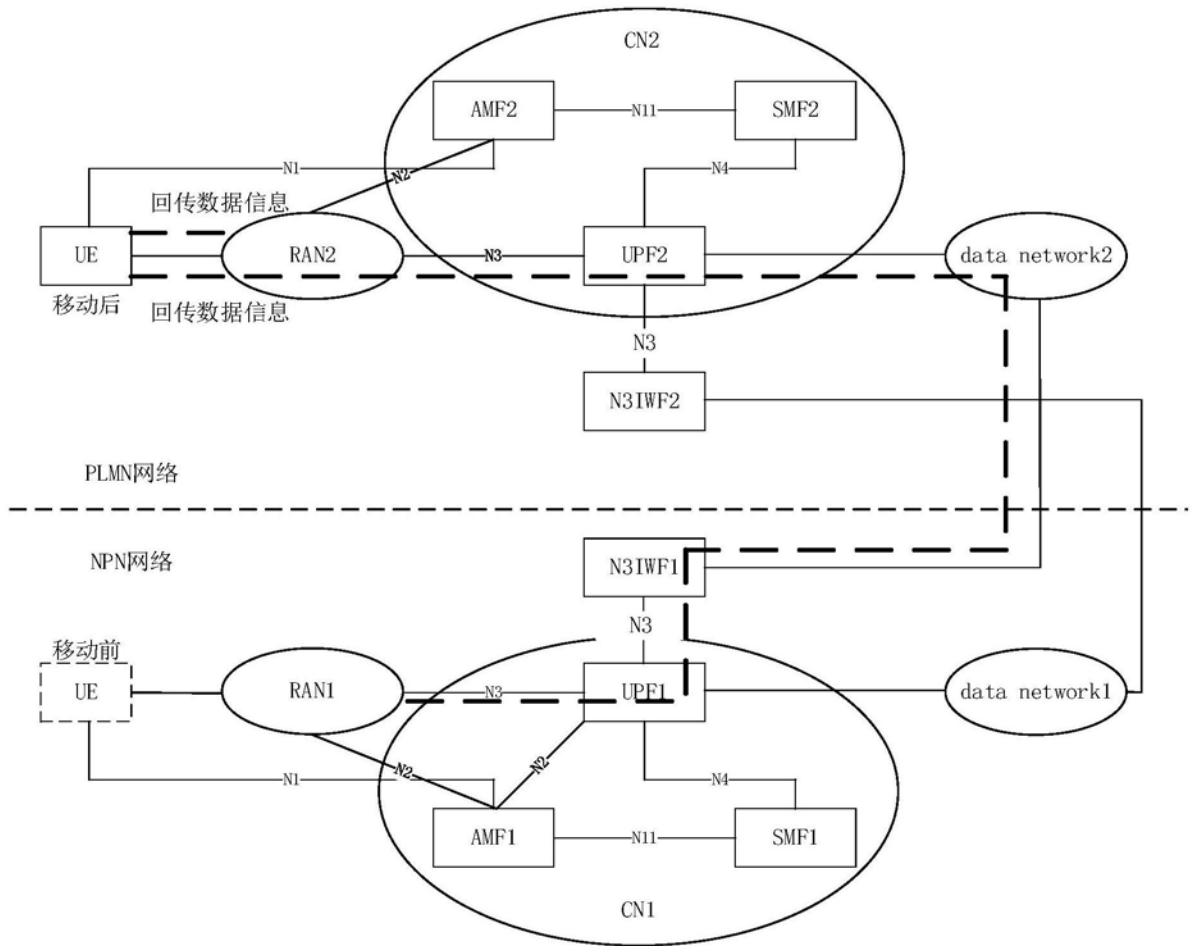 CN2
AMF2
N11
SMF2
N1
N2
N4
回传数据信息
UE
RAN2
N3
UPF2
data network2
移动后
回传数据信息
N3
N3IWF2
PLMN网络
NPN网络
N3IWF1
N3
移动前
UE
RAN1
N3
UPF1
data network1
N1
N2
N2
N4
AMF1
N11
SMF1
CN1